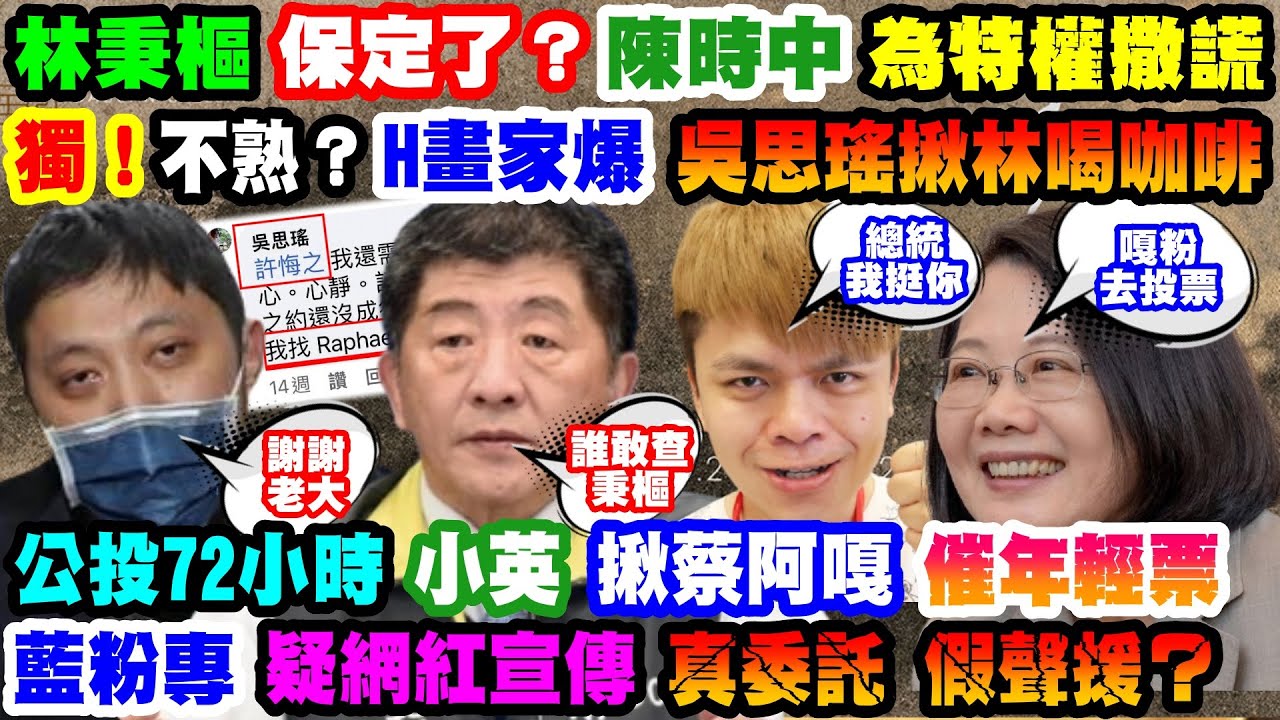 林秉樞 保定了？陳時中 為特權撒謊
獨！不熟？H畫家爆 吳思瑤揪林喝咖啡
吳思瑤
許悔之 我還需
心。心靜。
之約還沒成
我找 Raphae
14週 讚 回
謝謝
老大
誰敢查
秉樞
總統
我挺你
嘎粉
去投票
公投72小時 小英 揪蔡阿嘎 催年輕票
藍粉專 疑網紅宣傳 真委託 假聲援？